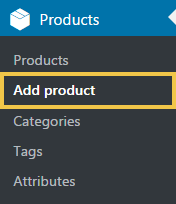 Products
Products
Add product
Categories
Tags
Attributes